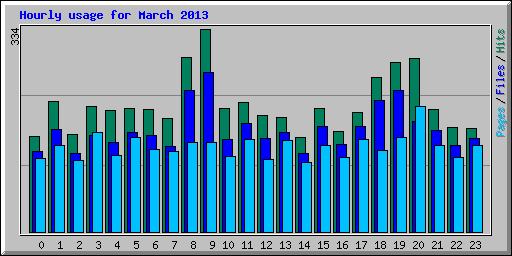 Hourly usage for March 2013
334
Pages / Files / Hits
0 1 2 3 4 5 6 7 8 9 10 11 12 13 14 15 16 17 18 19 20 21 22 23